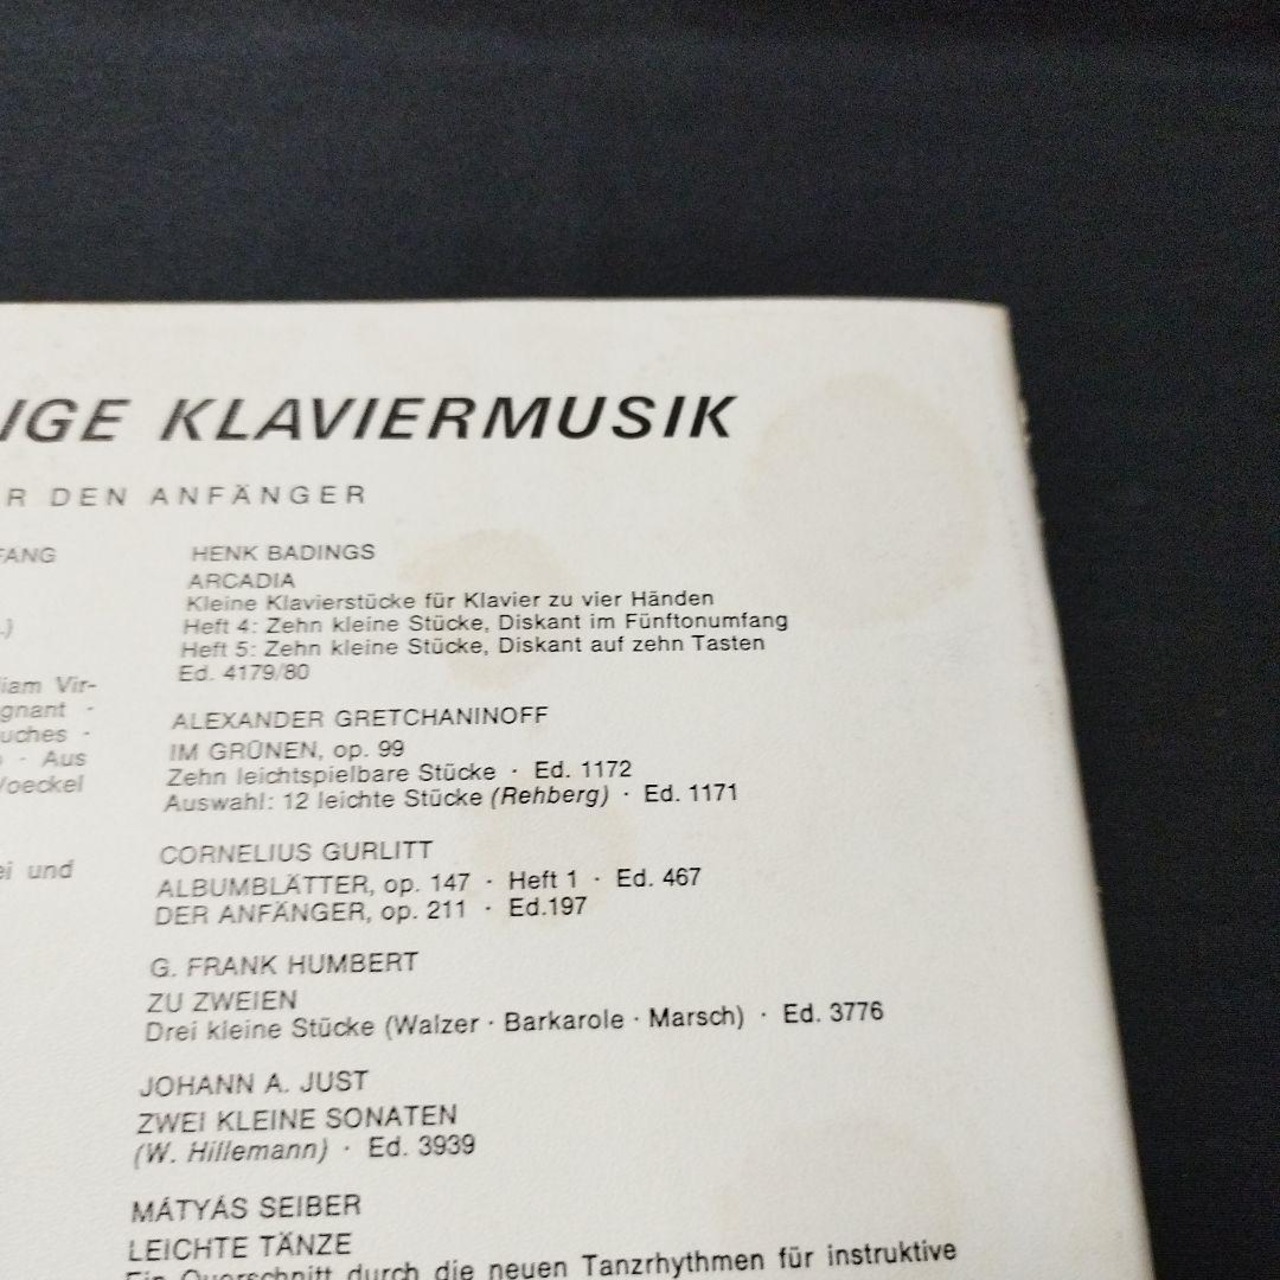 IGE KLAVIERMUSIK
R DEN ANFÄNGER
FANG
.)
iam Vir-
gnant ·
uches ·
· Aus
Voeckel
ei und
HENK BADINGS
ARCADIA
Kleine Klavierstücke für Klavier zu vier Händen
Heft 4: Zehn kleine Stücke, Diskant im Fünftonumfang
Heft 5: Zehn kleine Stücke, Diskant auf zehn Tasten
Ed. 4179/80
ALEXANDER GRETCHANINOFF
IM GRÜNEN, op. 99
Zehn leichtspielbare Stücke · Ed. 1172
Auswahl: 12 leichte Stücke (Rehberg) · Ed. 1171
CORNELIUS GURLITT
ALBUMBLÄTTER, op. 147 · Heft 1 · Ed. 467
DER ANFÄNGER, op. 211 · Ed.197
G. FRANK HUMBERT
ZU ZWEIEN
Drei kleine Stücke (Walzer · Barkarole · Marsch) · Ed. 3776
JOHANN A. JUST
ZWEI KLEINE SONATEN
(W. Hillemann) · Ed. 3939
MÁTYÁS SEIBER
LEICHTE TÄNZE
Ein Querschnitt durch die neuen Tanzrhythmen für instruktive